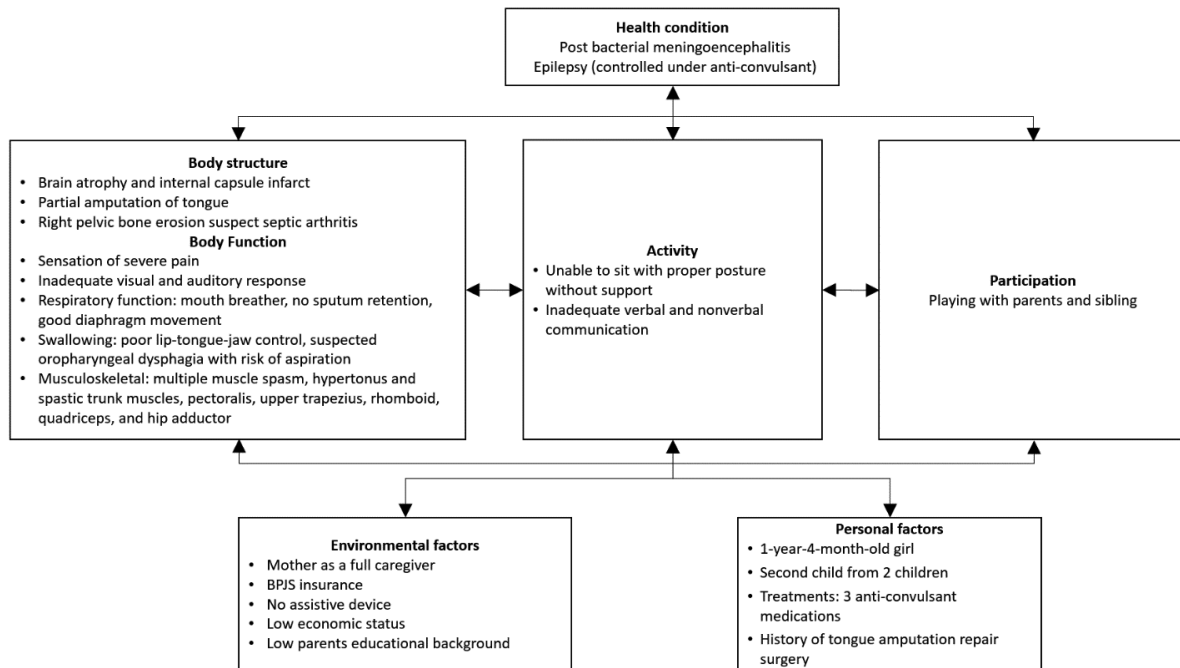 Health condition
Post bacterial meningoencephalitis
Epilepsy (controlled under anti-convulsant)
Body structure
• Brain atrophy and internal capsule infarct
• Partial amputation of tongue
• Right pelvic bone erosion suspect septic arthritis
Body Function
• Sensation of severe pain
• Inadequate visual and auditory response
• Respiratory function: mouth breather, no sputum retention,
good diaphragm movement
• Swallowing: poor lip-tongue-jaw control, suspected
oropharyngeal dysphagia with risk of aspiration
• Musculoskeletal: multiple muscle spasm, hypertonus and
spastic trunk muscles, pectoralis, upper trapezius, rhomboid,
quadriceps, and hip adductor
Activity
• Unable to sit with proper posture
without support
• Inadequate verbal and nonverbal
communication
Participation
Playing with parents and sibling
Environmental factors
• Mother as a full caregiver
• BPJS insurance
• No assistive device
• Low economic status
• Low parents educational background
Personal factors
• 1-year-4-month-old girl
• Second child from 2 children
• Treatments: 3 anti-convulsant
medications
• History of tongue amputation repair
surgery